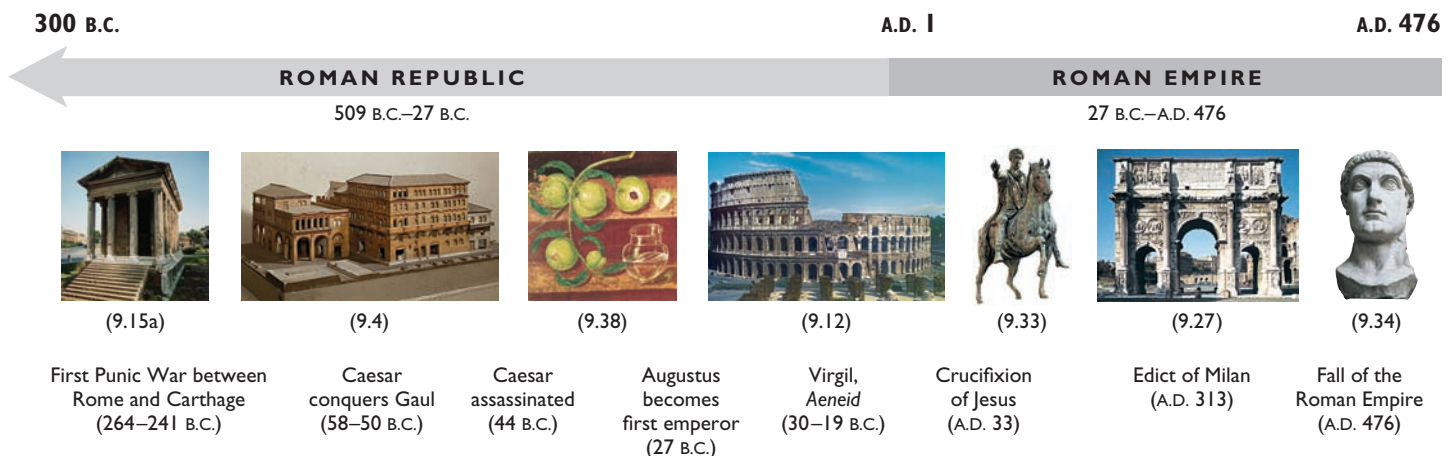 300 B.C.
A.D. 1
A.D. 476
ROMAN REPUBLIC
ROMAN EMPIRE
509 B.C.–27 B.C.
27 B.C.–A.D. 476
(9.15a)
(9.4)
(9.38)
(9.12)
(9.33)
(9.27)
(9.34)
First Punic War between
Rome and Carthage
(264–241 B.C.)
Caesar
conquers Gaul
(58–50 B.C.)
Caesar
assassinated
(44 B.C.)
Augustus
becomes
first emperor
(27 B.C.)
Virgil,
Aeneid
(30–19 B.C.)
Crucifixion
of Jesus
(A.D. 33)
Edict of Milan
(A.D. 313)
Fall of the
Roman Empire
(A.D. 476)